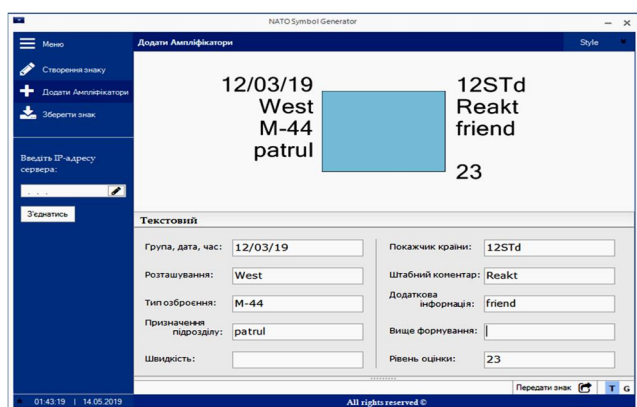 NATO Symbol Generator
Меню
Додати Ампліфікатори
Style
Створення знаку
Додати Ампліфікатори
Зберегти знак
Введіть IP-адресу
сервера:
. . .
З'єднатись
12/03/19
West
M-44
patrul
12STd
Reakt
friend
23
Текстовий
Група, дата, час: 12/03/19
Розташування: West
Тип озброєння: M-44
Призначення
підрозділу: patrul
Швидкість:
Покажчик країни: 12STd
Штабний коментар: Reakt
Додаткова
інформація: friend
Вище формування:
Рівень оцінки: 23
Передати знак
T G
01:43:19 | 14.05.2019
All rights reserved ©